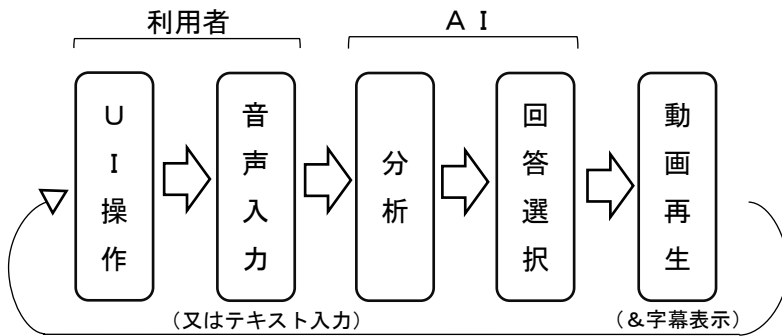 利用者
ＡＩ
ＵＩ操作
音声入力
分析
回答選択
動画再生
（又はテキスト入力）
（&字幕表示）